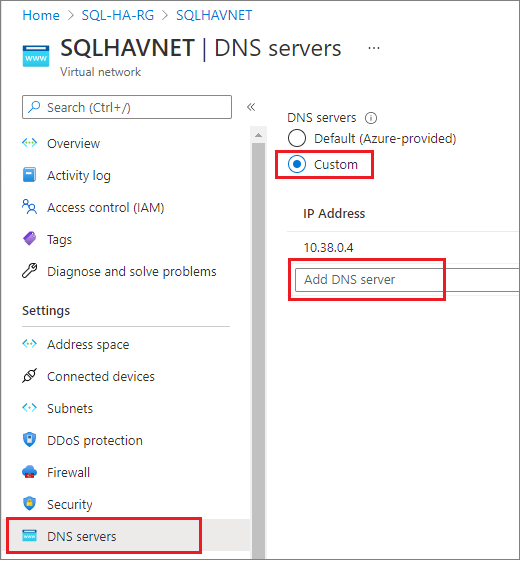 Home > SQL-HA-RG > SQLHAVNET
SQLHAVNET | DNS servers ...
Virtual network
Search (Ctrl+/)
Overview
Activity log
Access control (IAM)
Tags
Diagnose and solve problems
Settings
Address space
Connected devices
Subnets
DDoS protection
Firewall
Security
DNS servers
DNS servers
Default (Azure-provided)
Custom
IP Address
10.38.0.4
Add DNS server